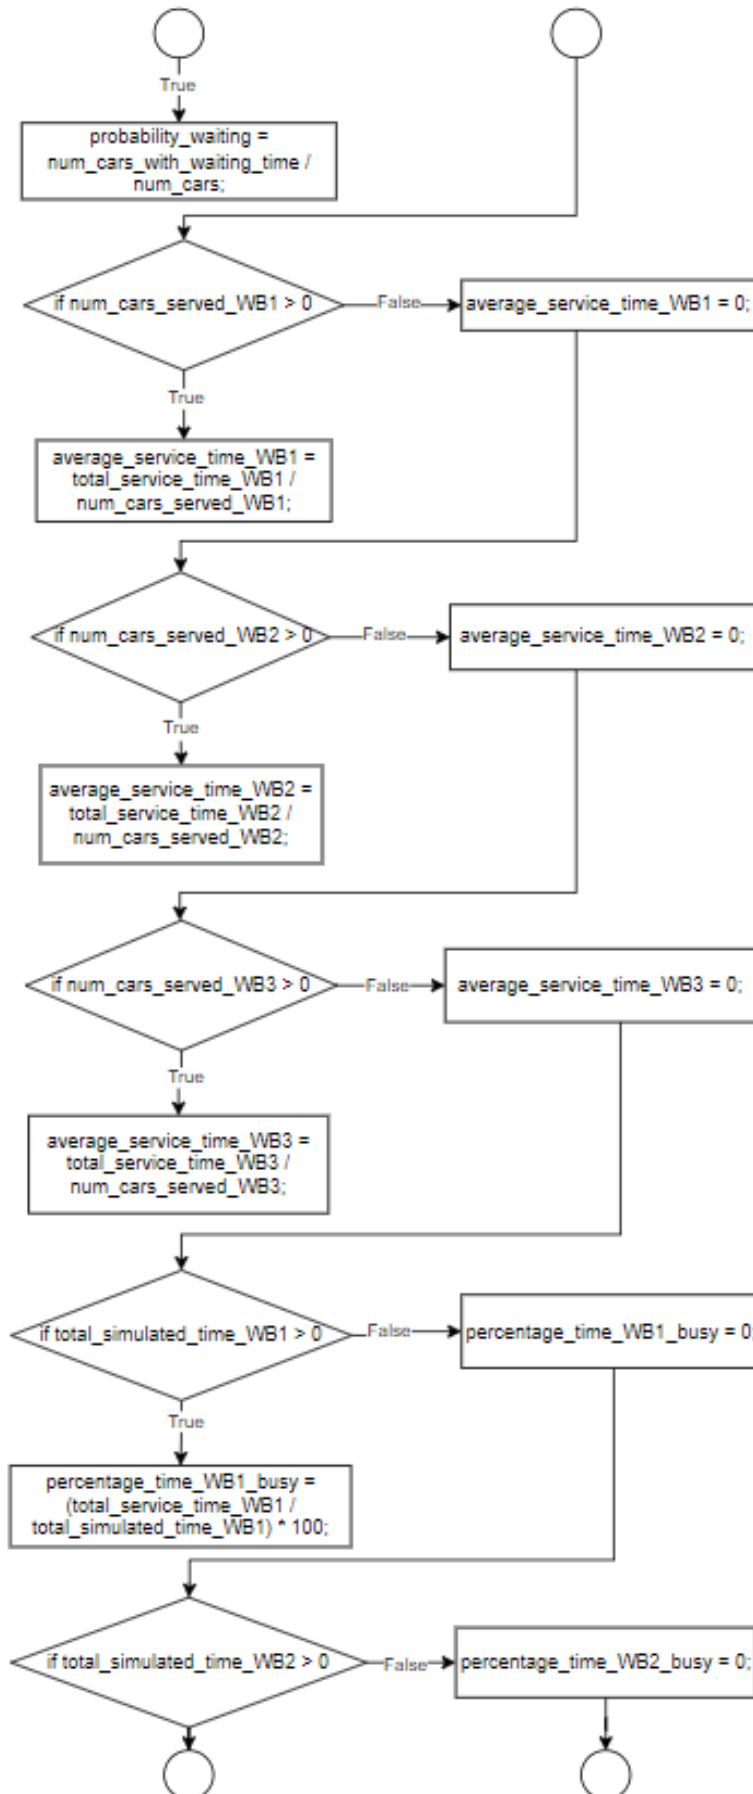 True
probability_waiting =
num_cars_with_waiting_time /
num_cars;
if num_cars_served_WB1 > 0
False
average_service_time_WB1 = 0;
True
average_service_time_WB1 =
total_service_time_WB1 /
num_cars_served_WB1;
if num_cars_served_WB2 > 0
False
average_service_time_WB2 = 0;
True
average_service_time_WB2 =
total_service_time_WB2 /
num_cars_served_WB2;
if num_cars_served_WB3 > 0
False
average_service_time_WB3 = 0;
True
average_service_time_WB3 =
total_service_time_WB3 /
num_cars_served_WB3;
if total_simulated_time_WB1 > 0
False
percentage_time_WB1_busy = 0;
True
percentage_time_WB1_busy =
(total_service_time_WB1 /
total_simulated_time_WB1) * 100;
if total_simulated_time_WB2 > 0
False
percentage_time_WB2_busy = 0;